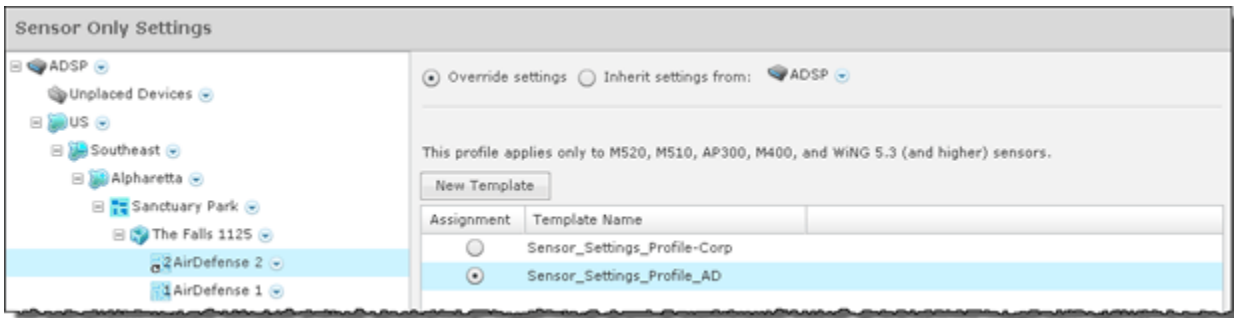 Sensor Only Settings
ADSP
Unplaced Devices
US
Southeast
Alpharetta
Sanctuary Park
The Falls 1125
2 AirDefense 2
1 AirDefense 1
Override settings Inherit settings from: ADSP
This profile applies only to M520, M510, AP300, M400, and WiNG 5.3 (and higher) sensors.
New Template
Assignment Template Name
Sensor_Settings_Profile-Corp
Sensor_Settings_Profile_AD